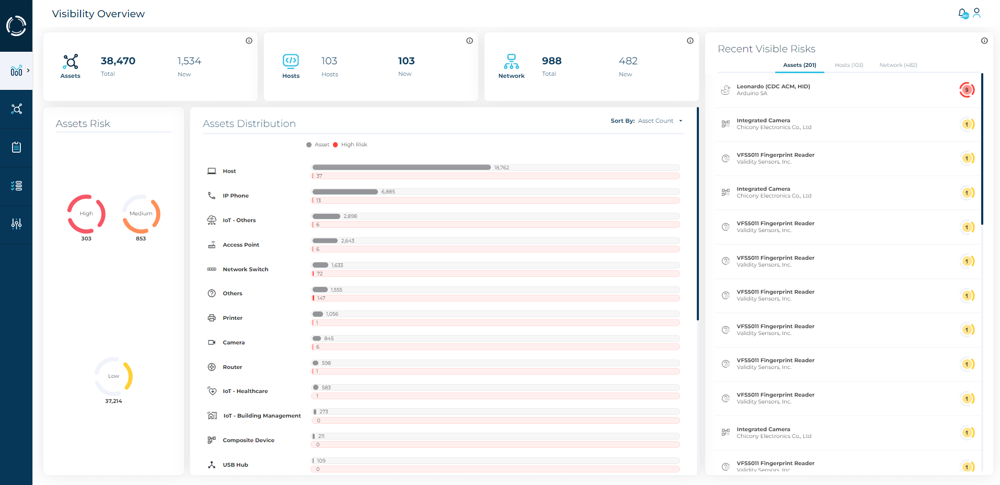 Visibility Overview
99+
Assets
38,470
Total
1,534
New
Hosts
103
Hosts
103
New
Network
988
Total
482
New
Assets Risk
High
303
Medium
853
Low
37,214
Assets Distribution
Sort By: Asset Count
Asset High Risk
Host
18,762
37
IP Phone
6,885
13
IoT - Others
2,898
6
Access Point
2,643
6
Network Switch
1,633
72
Others
1,555
147
Printer
1,056
1
Camera
845
6
Router
598
1
IoT - Healthcare
583
1
IoT - Building Management
273
0
Composite Device
211
0
USB Hub
109
0
Recent Visible Risks
Assets (201) Hosts (103) Network (482)
Leonardo (CDC ACM, HID)
Arduino SA
9
Integrated Camera
Chicony Electronics Co., Ltd
1
VFS5011 Fingerprint Reader
Validity Sensors, Inc.
1
Integrated Camera
Chicony Electronics Co., Ltd
1
VFS5011 Fingerprint Reader
Validity Sensors, Inc.
1
VFS5011 Fingerprint Reader
Validity Sensors, Inc.
1
VFS5011 Fingerprint Reader
Validity Sensors, Inc.
1
VFS5011 Fingerprint Reader
Validity Sensors, Inc.
1
VFS5011 Fingerprint Reader
Validity Sensors, Inc.
1
VFS5011 Fingerprint Reader
Validity Sensors, Inc.
1
Integrated Camera
Chicony Electronics Co., Ltd
1
VFS5011 Fingerprint Reader
Validity Sensors, Inc.
1